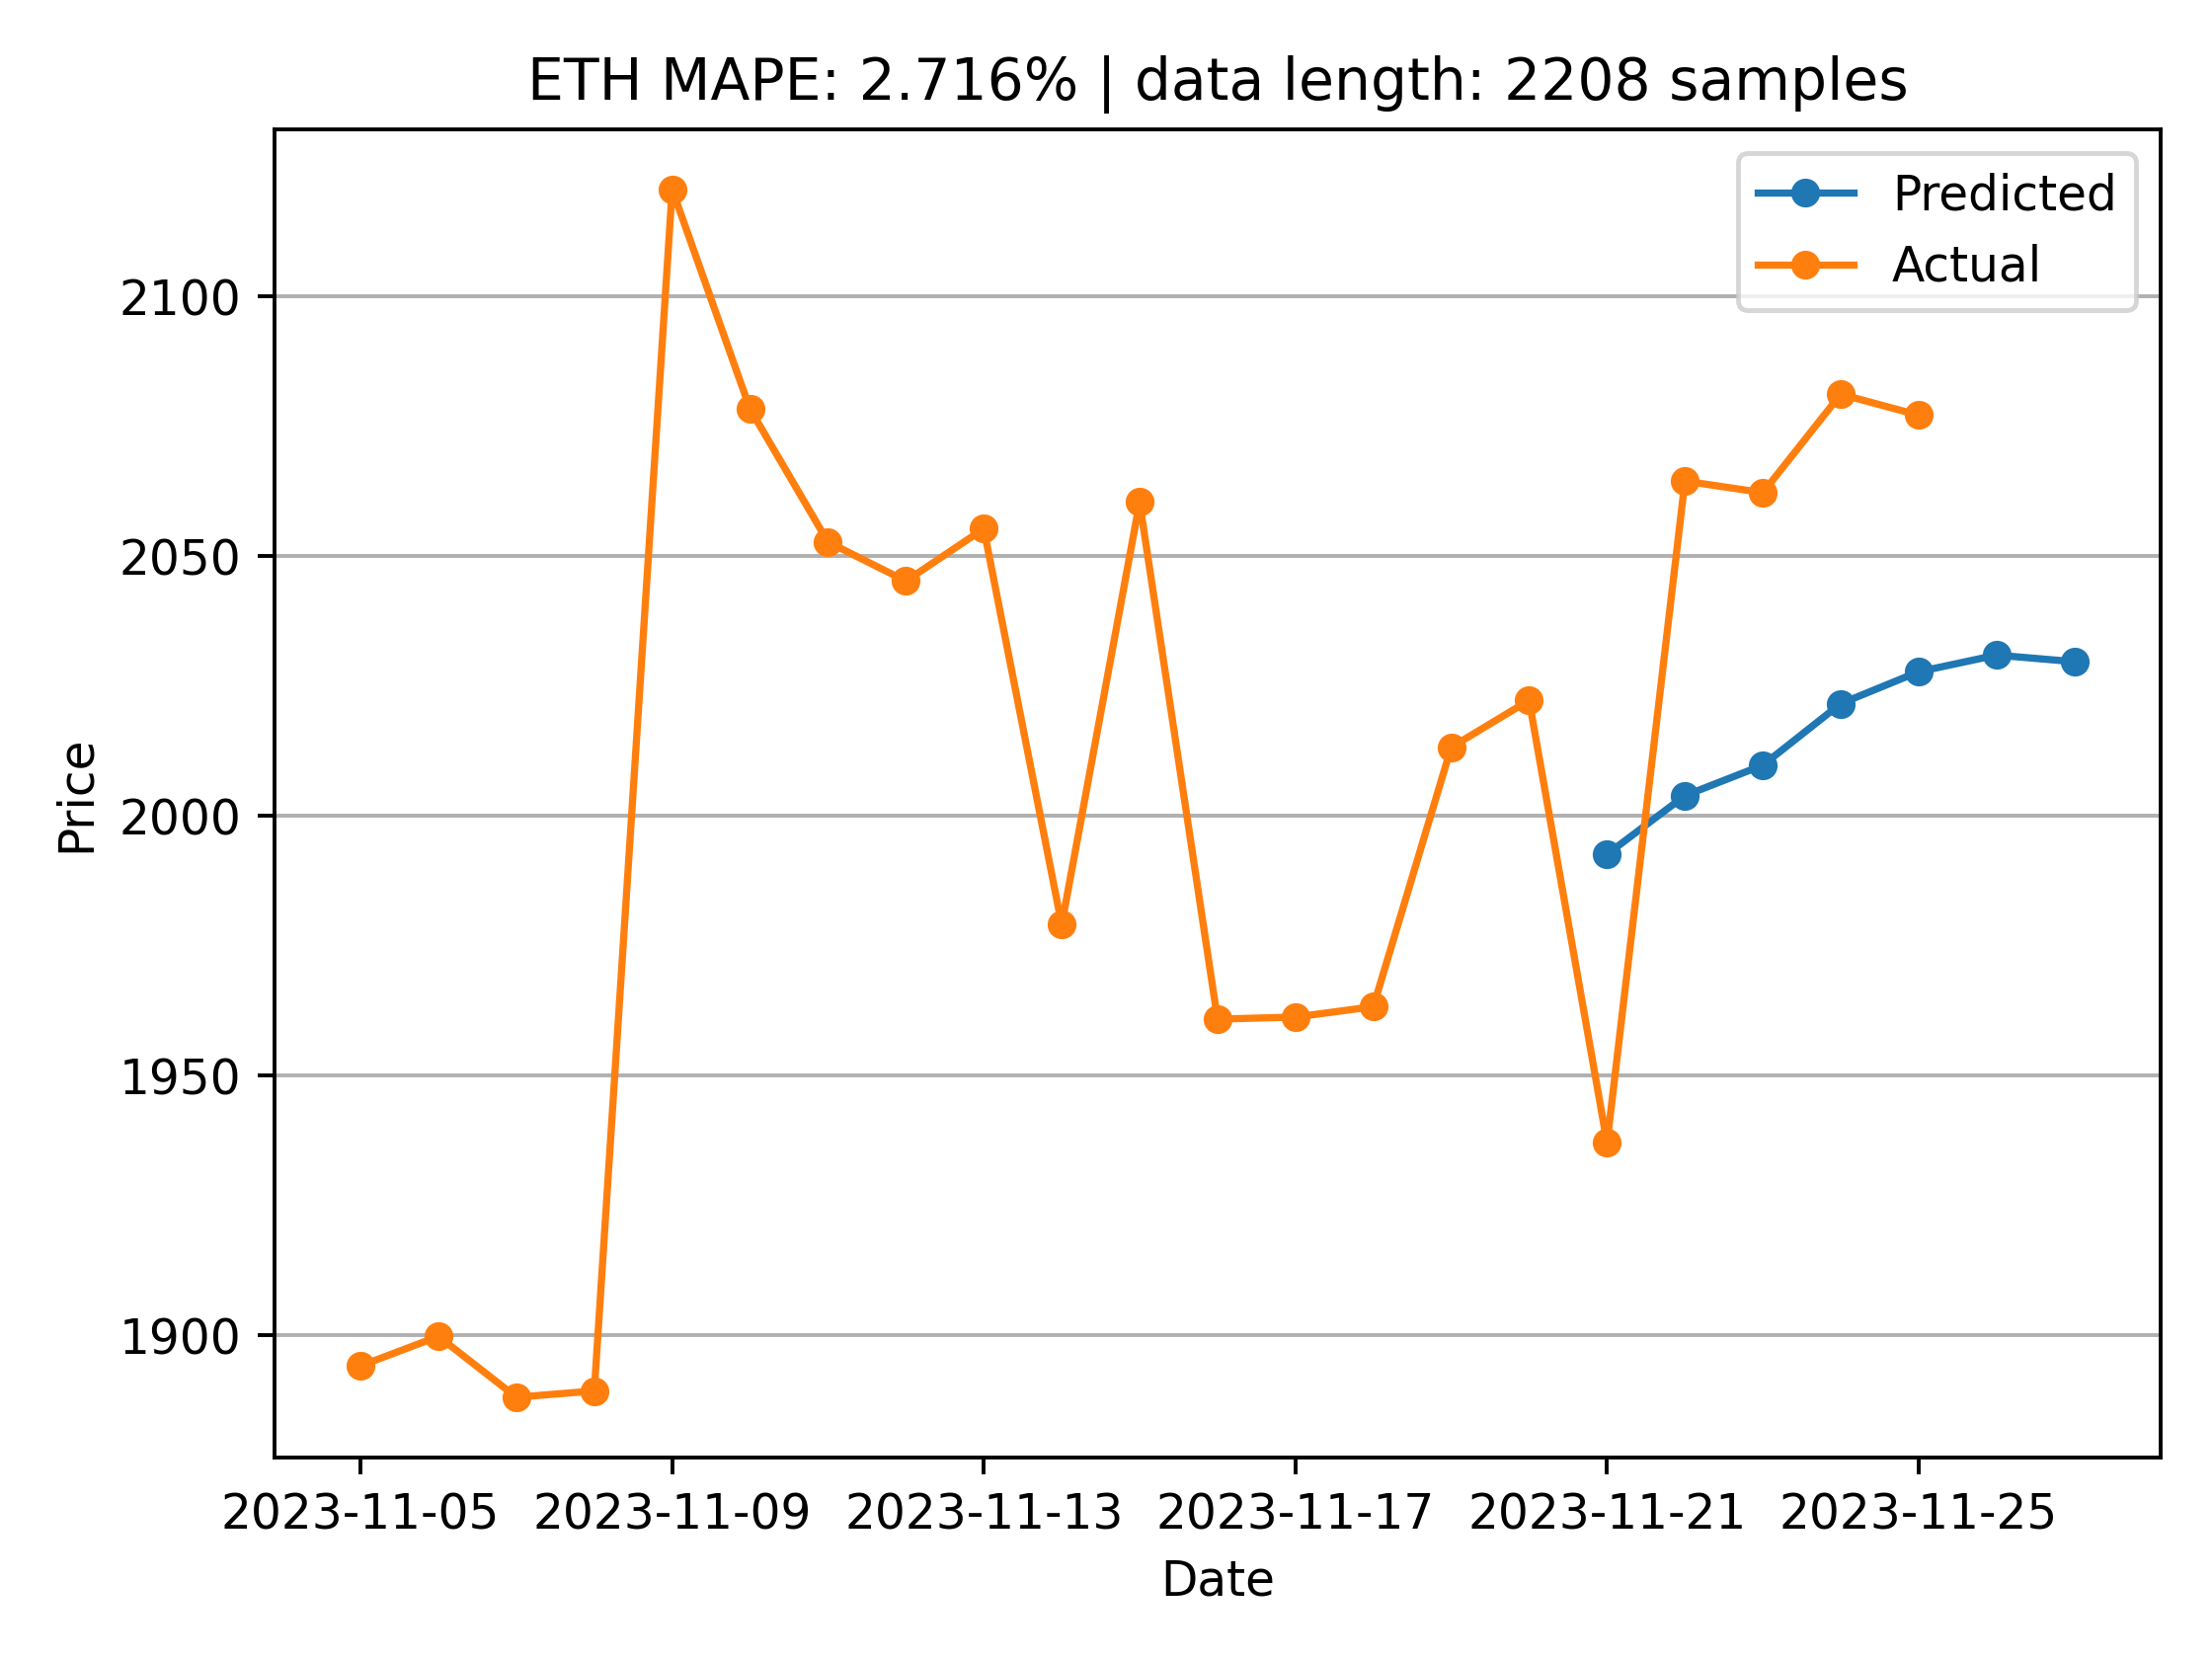 ETH MAPE: 2.716% | data length: 2208 samples
Predicted
Actual
2100
2050
2000
1950
1900
Price
2023-11-05 2023-11-09 2023-11-13 2023-11-17 2023-11-21 2023-11-25
Date